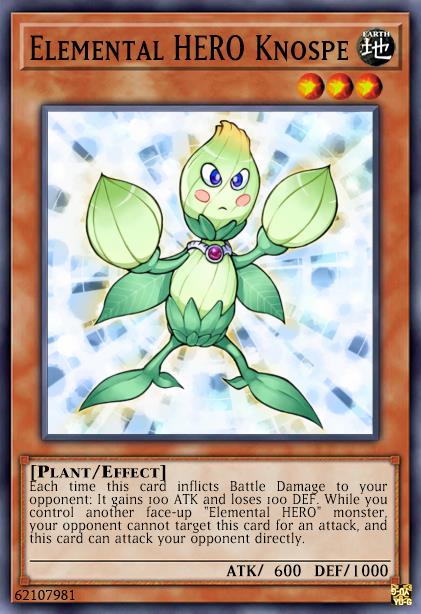 Elemental HERO Knospe
EARTH
地
[Plant/Effect]
Each time this card inflicts Battle Damage to your
opponent: It gains 100 ATK and loses 100 DEF. While you
control another face-up "Elemental HERO" monster,
your opponent cannot target this card for an attack, and
this card can attack your opponent directly.
ATK/ 600 DEF/1000
62107981